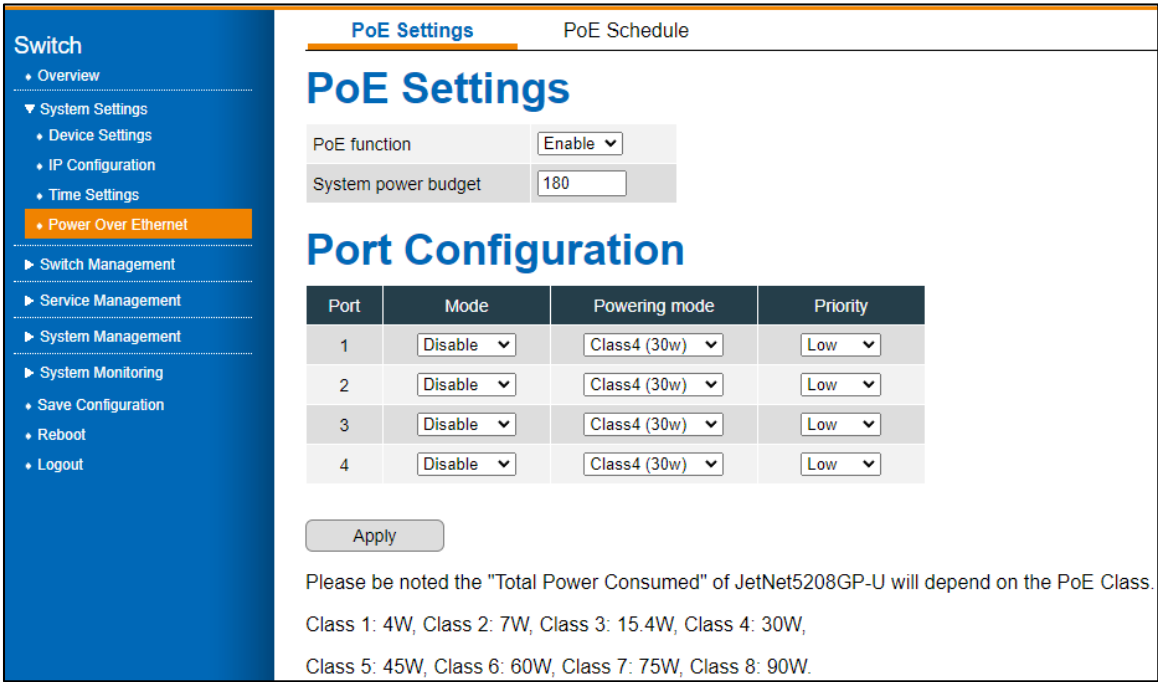 Switch
Overview
System Settings
Device Settings
IP Configuration
Time Settings
Power Over Ethernet
Switch Management
Service Management
System Management
System Monitoring
Save Configuration
Reboot
Logout
PoE Settings PoE Schedule
PoE Settings
PoE function Enable
System power budget 180
Port Configuration
Port Mode Powering mode Priority
1 Disable Class4 (30w) Low
2 Disable Class4 (30w) Low
3 Disable Class4 (30w) Low
4 Disable Class4 (30w) Low
Apply
Please be noted the "Total Power Consumed" of JetNet5208GP-U will depend on the PoE Class.
Class 1: 4W, Class 2: 7W, Class 3: 15.4W, Class 4: 30W,
Class 5: 45W, Class 6: 60W, Class 7: 75W, Class 8: 90W.